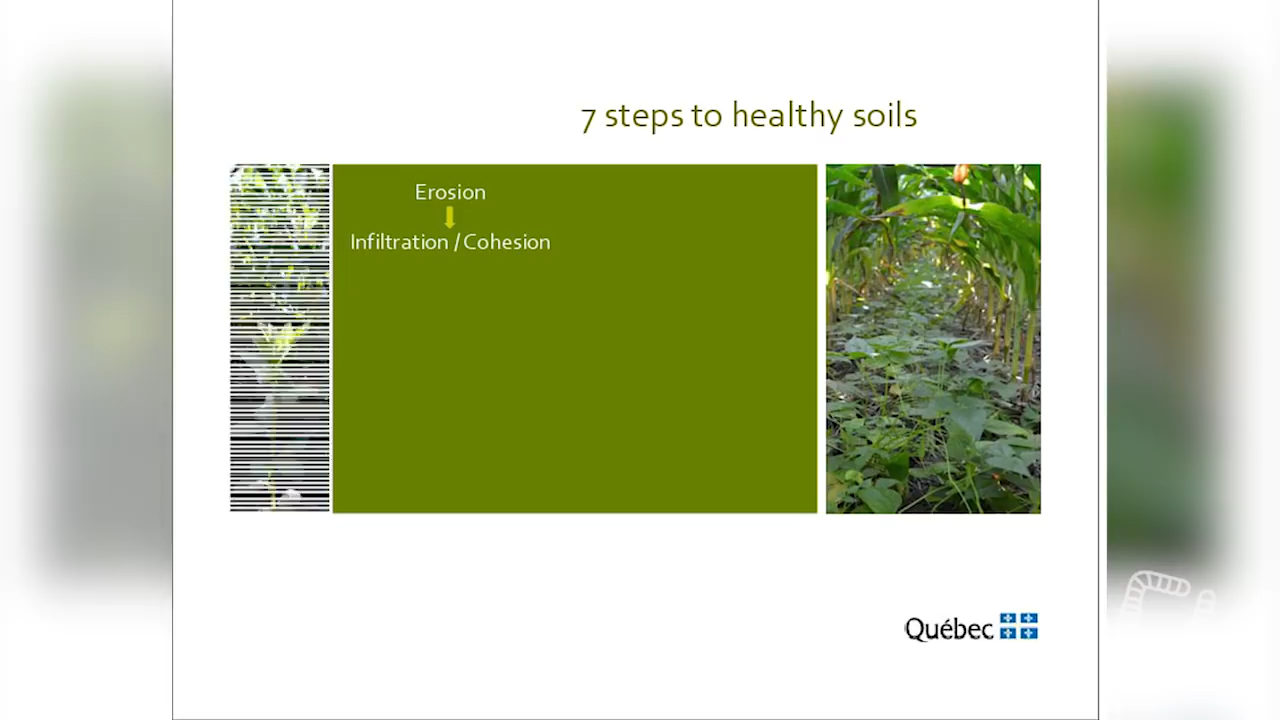 7 steps to healthy soils
Erosion
Infiltration / Cohesion
Québec